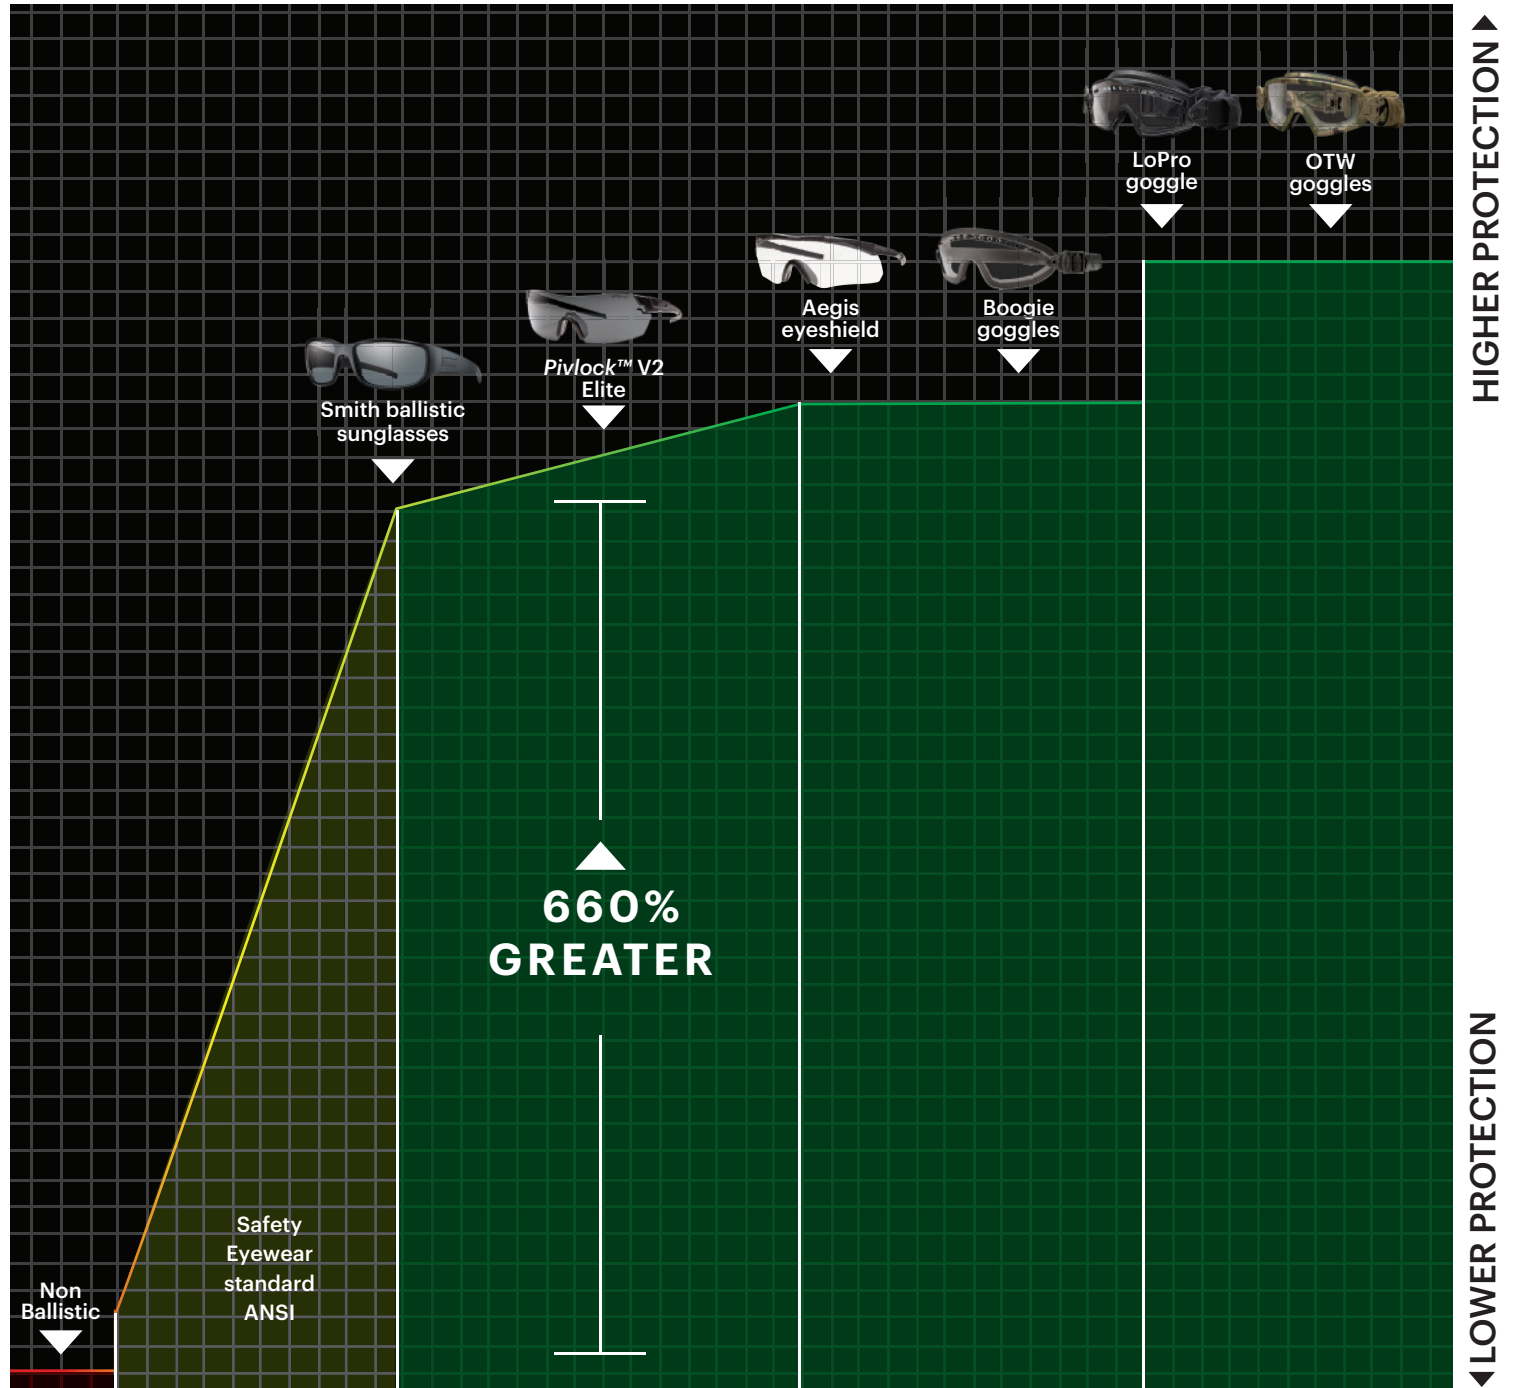 HIGHER PROTECTION
LoPro
goggle
OTW
goggles
Aegis
eyeshield
Boogie
goggles
Pivlock™ V2
Elite
Smith ballistic
sunglasses
660%
GREATER
Safety
Eyewear
standard
ANSI
Non
Ballistic
LOWER PROTECTION